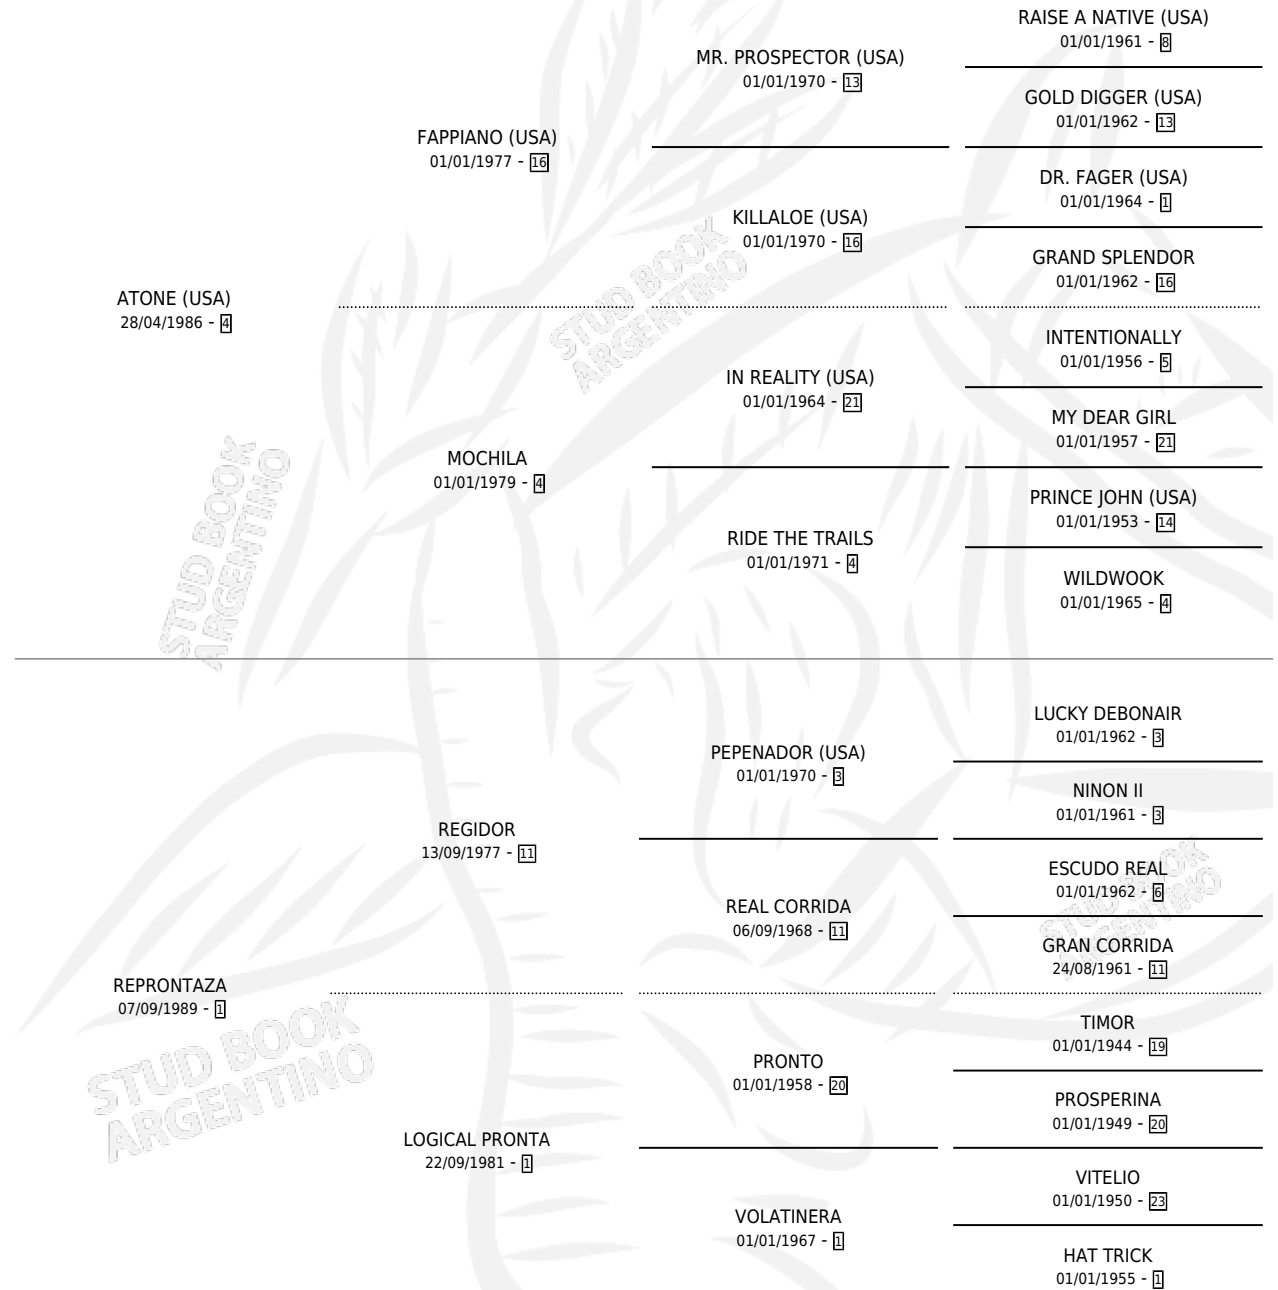 RAISE A NATIVE (USA)
01/01/1961 - 8
MR. PROSPECTOR (USA)
01/01/1970 - 13
GOLD DIGGER (USA)
01/01/1962 - 13
FAPPIANO (USA)
01/01/1977 - 16
DR. FAGER (USA)
01/01/1964 - 1
KILLALOE (USA)
01/01/1970 - 16
GRAND SPLENDOR
01/01/1962 - 16
ATONE (USA)
28/04/1986 - 4
INTENTIONALLY
01/01/1956 - 5
IN REALITY (USA)
01/01/1964 - 21
MY DEAR GIRL
01/01/1957 - 21
MOCHILA
01/01/1979 - 4
PRINCE JOHN (USA)
01/01/1953 - 14
RIDE THE TRAILS
01/01/1971 - 4
WILDWOOK
01/01/1965 - 4
STUD BOOK
ARGENTINO
STUD BOOK
ARGENTINO
LUCKY DEBONAIR
01/01/1962 - 3
PEPENADOR (USA)
01/01/1970 - 3
NINON II
01/01/1961 - 3
REGIDOR
13/09/1977 - 11
ESCUDO REAL
01/01/1962 - 6
REAL CORRIDA
06/09/1968 - 11
GRAN CORRIDA
24/08/1961 - 11
STUD BOOK
ARGENTINO
REPRONTAZA
07/09/1989 - 1
TIMOR
01/01/1944 - 19
PRONTO
01/01/1958 - 20
PROSPERINA
01/01/1949 - 20
STUD BOOK
ARGENTINO
LOGICAL PRONTA
22/09/1981 - 1
VITELIO
01/01/1950 - 23
VOLATINERA
01/01/1967 - 1
HAT TRICK
01/01/1955 - 1